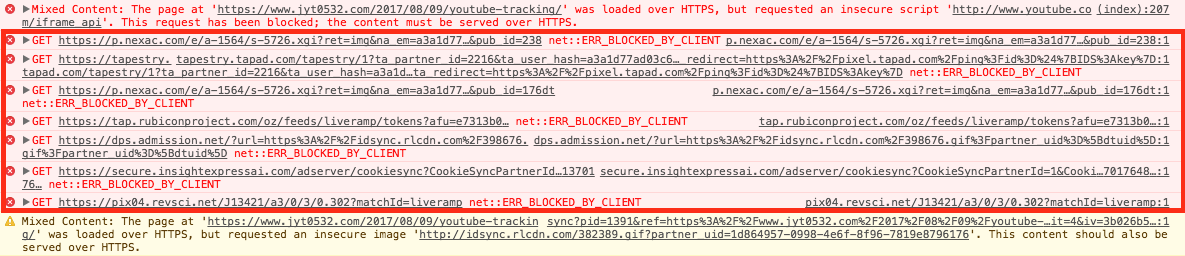 Mixed Content: The page at 'https://www.jyt0532.com/2017/08/09/youtube-tracking/' was loaded over HTTPS, but requested an insecure script 'http://www.youtube.co (index):207
m/iframe_api'. This request has been blocked; the content must be served over HTTPS.
GET https://p.nexac.com/e/a-1564/s-5726.xgi?ret=img&na_em=a3a1d77…&pub_id=238 net::ERR_BLOCKED_BY_CLIENT p.nexac.com/e/a-1564/s-5726.xgi?ret=img&na_em=a3a1d77…&pub_id=238:1
GET https://tapestry. tapestry.tapad.com/tapestry/1?ta_partner_id=2216&ta_user_hash=a3a1d77ad03c6…_redirect=https%3A%2F%2Fpixel.tapad.com%2Fping%3Fid%3D%24%7BIDS%3Akey%7D:1
tapad.com/tapestry/1?ta_partner_id=2216&ta_user_hash=a3a1d…ta_redirect=https%3A%2F%2Fpixel.tapad.com%2Fping%3Fid%3D%24%7BIDS%3Akey%7D net::ERR_BLOCKED_BY_CLIENT
GET https://p.nexac.com/e/a-1564/s-5726.xgi?ret=img&na_em=a3a1d77…&pub_id=176dt p.nexac.com/e/a-1564/s-5726.xgi?ret=img&na_em=a3a1d77…&pub_id=176dt:1
net::ERR_BLOCKED_BY_CLIENT
GET https://tap.rubiconproject.com/oz/feeds/liveramp/tokens?afu=e7313b0… net::ERR_BLOCKED_BY_CLIENT tap.rubiconproject.com/oz/feeds/liveramp/tokens?afu=e7313b0…:1
GET https://dps.admission.net/?url=https%3A%2F%2Fidsync.rlcdn.com%2F398676. dps.admission.net/?url=https%3A%2F%2Fidsync.rlcdn.com%2F398676.gif%3Fpartner_uid%3D%5Bdtuid%5D:1
gif%3Fpartner_uid%3D%5Bdtuid%5D net::ERR_BLOCKED_BY_CLIENT
GET https://secure.insightexpressai.com/adserver/cookiesync?CookieSyncPartnerId…13701 secure.insightexpressai.com/adserver/cookiesync?CookieSyncPartnerId=1&Cooki…7017648…:1
76… net::ERR_BLOCKED_BY_CLIENT
GET https://pix04.revsci.net/J13421/a3/0/3/0.302?matchId=liveramp net::ERR_BLOCKED_BY_CLIENT pix04.revsci.net/J13421/a3/0/3/0.302?matchId=liveramp:1
Mixed Content: The page at 'https://www.jyt0532.com/2017/08/09/youtube-trackin sync?pid=1391&ref=https%3A%2F%2Fwww.jyt0532.com%2F2017%2F08%2F09%2Fyoutube-…it=4&iv=3b026b5…:1
g/' was loaded over HTTPS, but requested an insecure image 'http://idsync.rlcdn.com/382389.gif?partner_uid=1d864957-0998-4e6f-8f96-7819e8796176'. This content should also be
served over HTTPS.